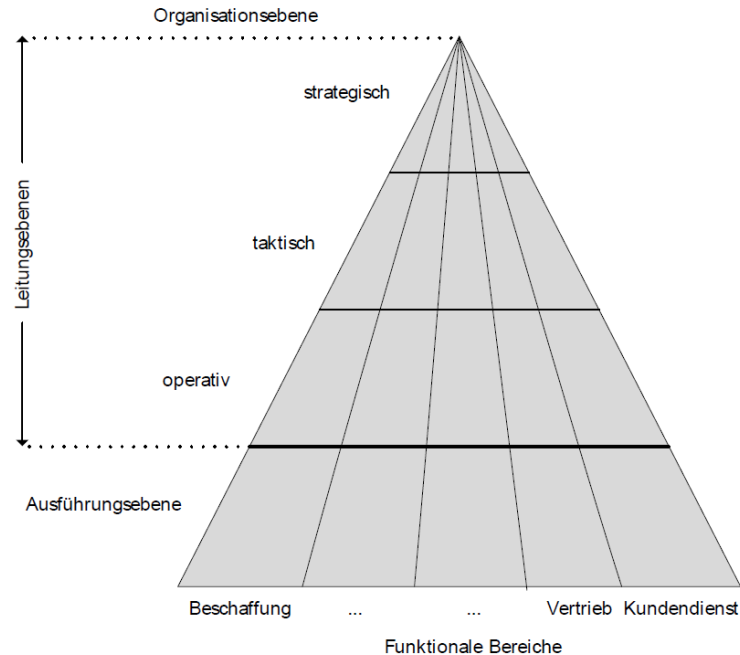 Organisationsebene
strategisch
Leitungsebenen
taktisch
operativ
Ausführungsebene
Beschaffung ... ... Vertrieb Kundendienst
Funktionale Bereiche